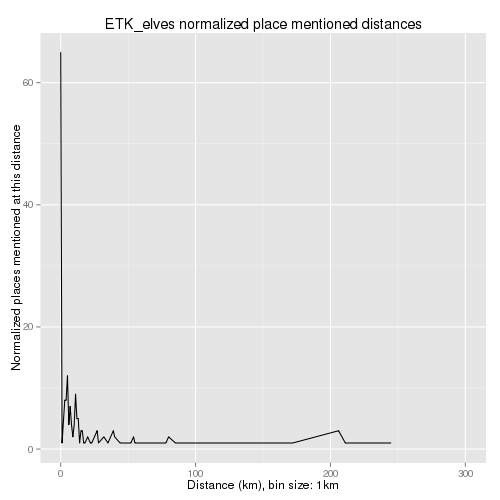 ETK_elves normalized place mentioned distances
Normalized places mentioned at this distance
60
40
20
0
0 100 200 300
Distance (km), bin size: 1km